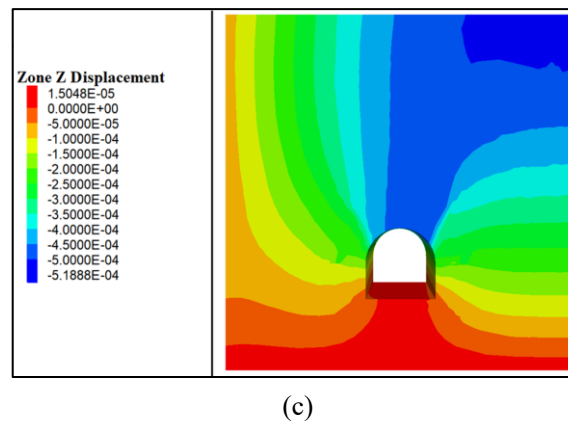 Zone Z Displacement
1.5048E-05
0.0000E+00
-5.0000E-05
-1.0000E-04
-1.5000E-04
-2.0000E-04
-2.5000E-04
-3.0000E-04
-3.5000E-04
-4.0000E-04
-4.5000E-04
-5.0000E-04
-5.1888E-04
(c)